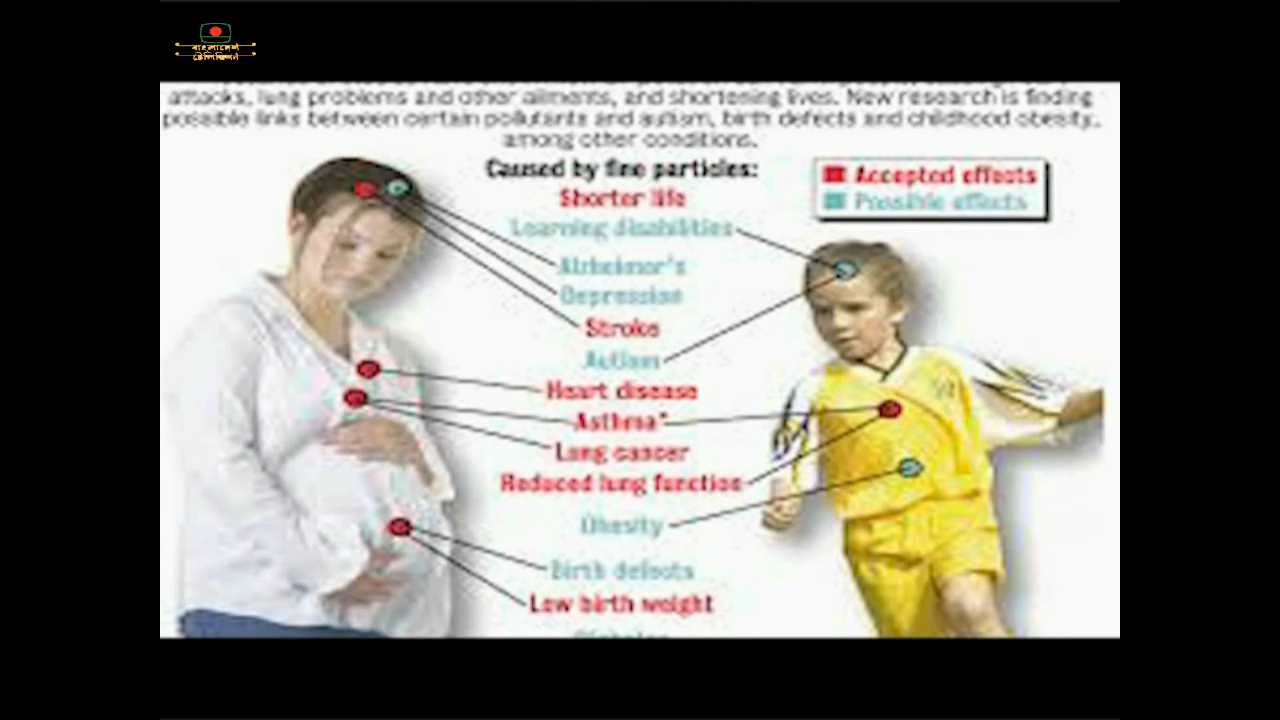 বাংলাদেশ
টেলিভিশন
attacks, lung problems and other ailments, and shortening lives. New research is finding
possible links between certain pollutants and autism, birth defects and childhood obesity,
among other conditions.
Caused by fine particles:
Accepted effects
Possible effects
Shorter life
Learning disabilities
Alzheimer's
Depression
Stroke
Autism
Heart disease
Asthma*
Lung cancer
Reduced lung function
Obesity
Birth defects
Low birth weight